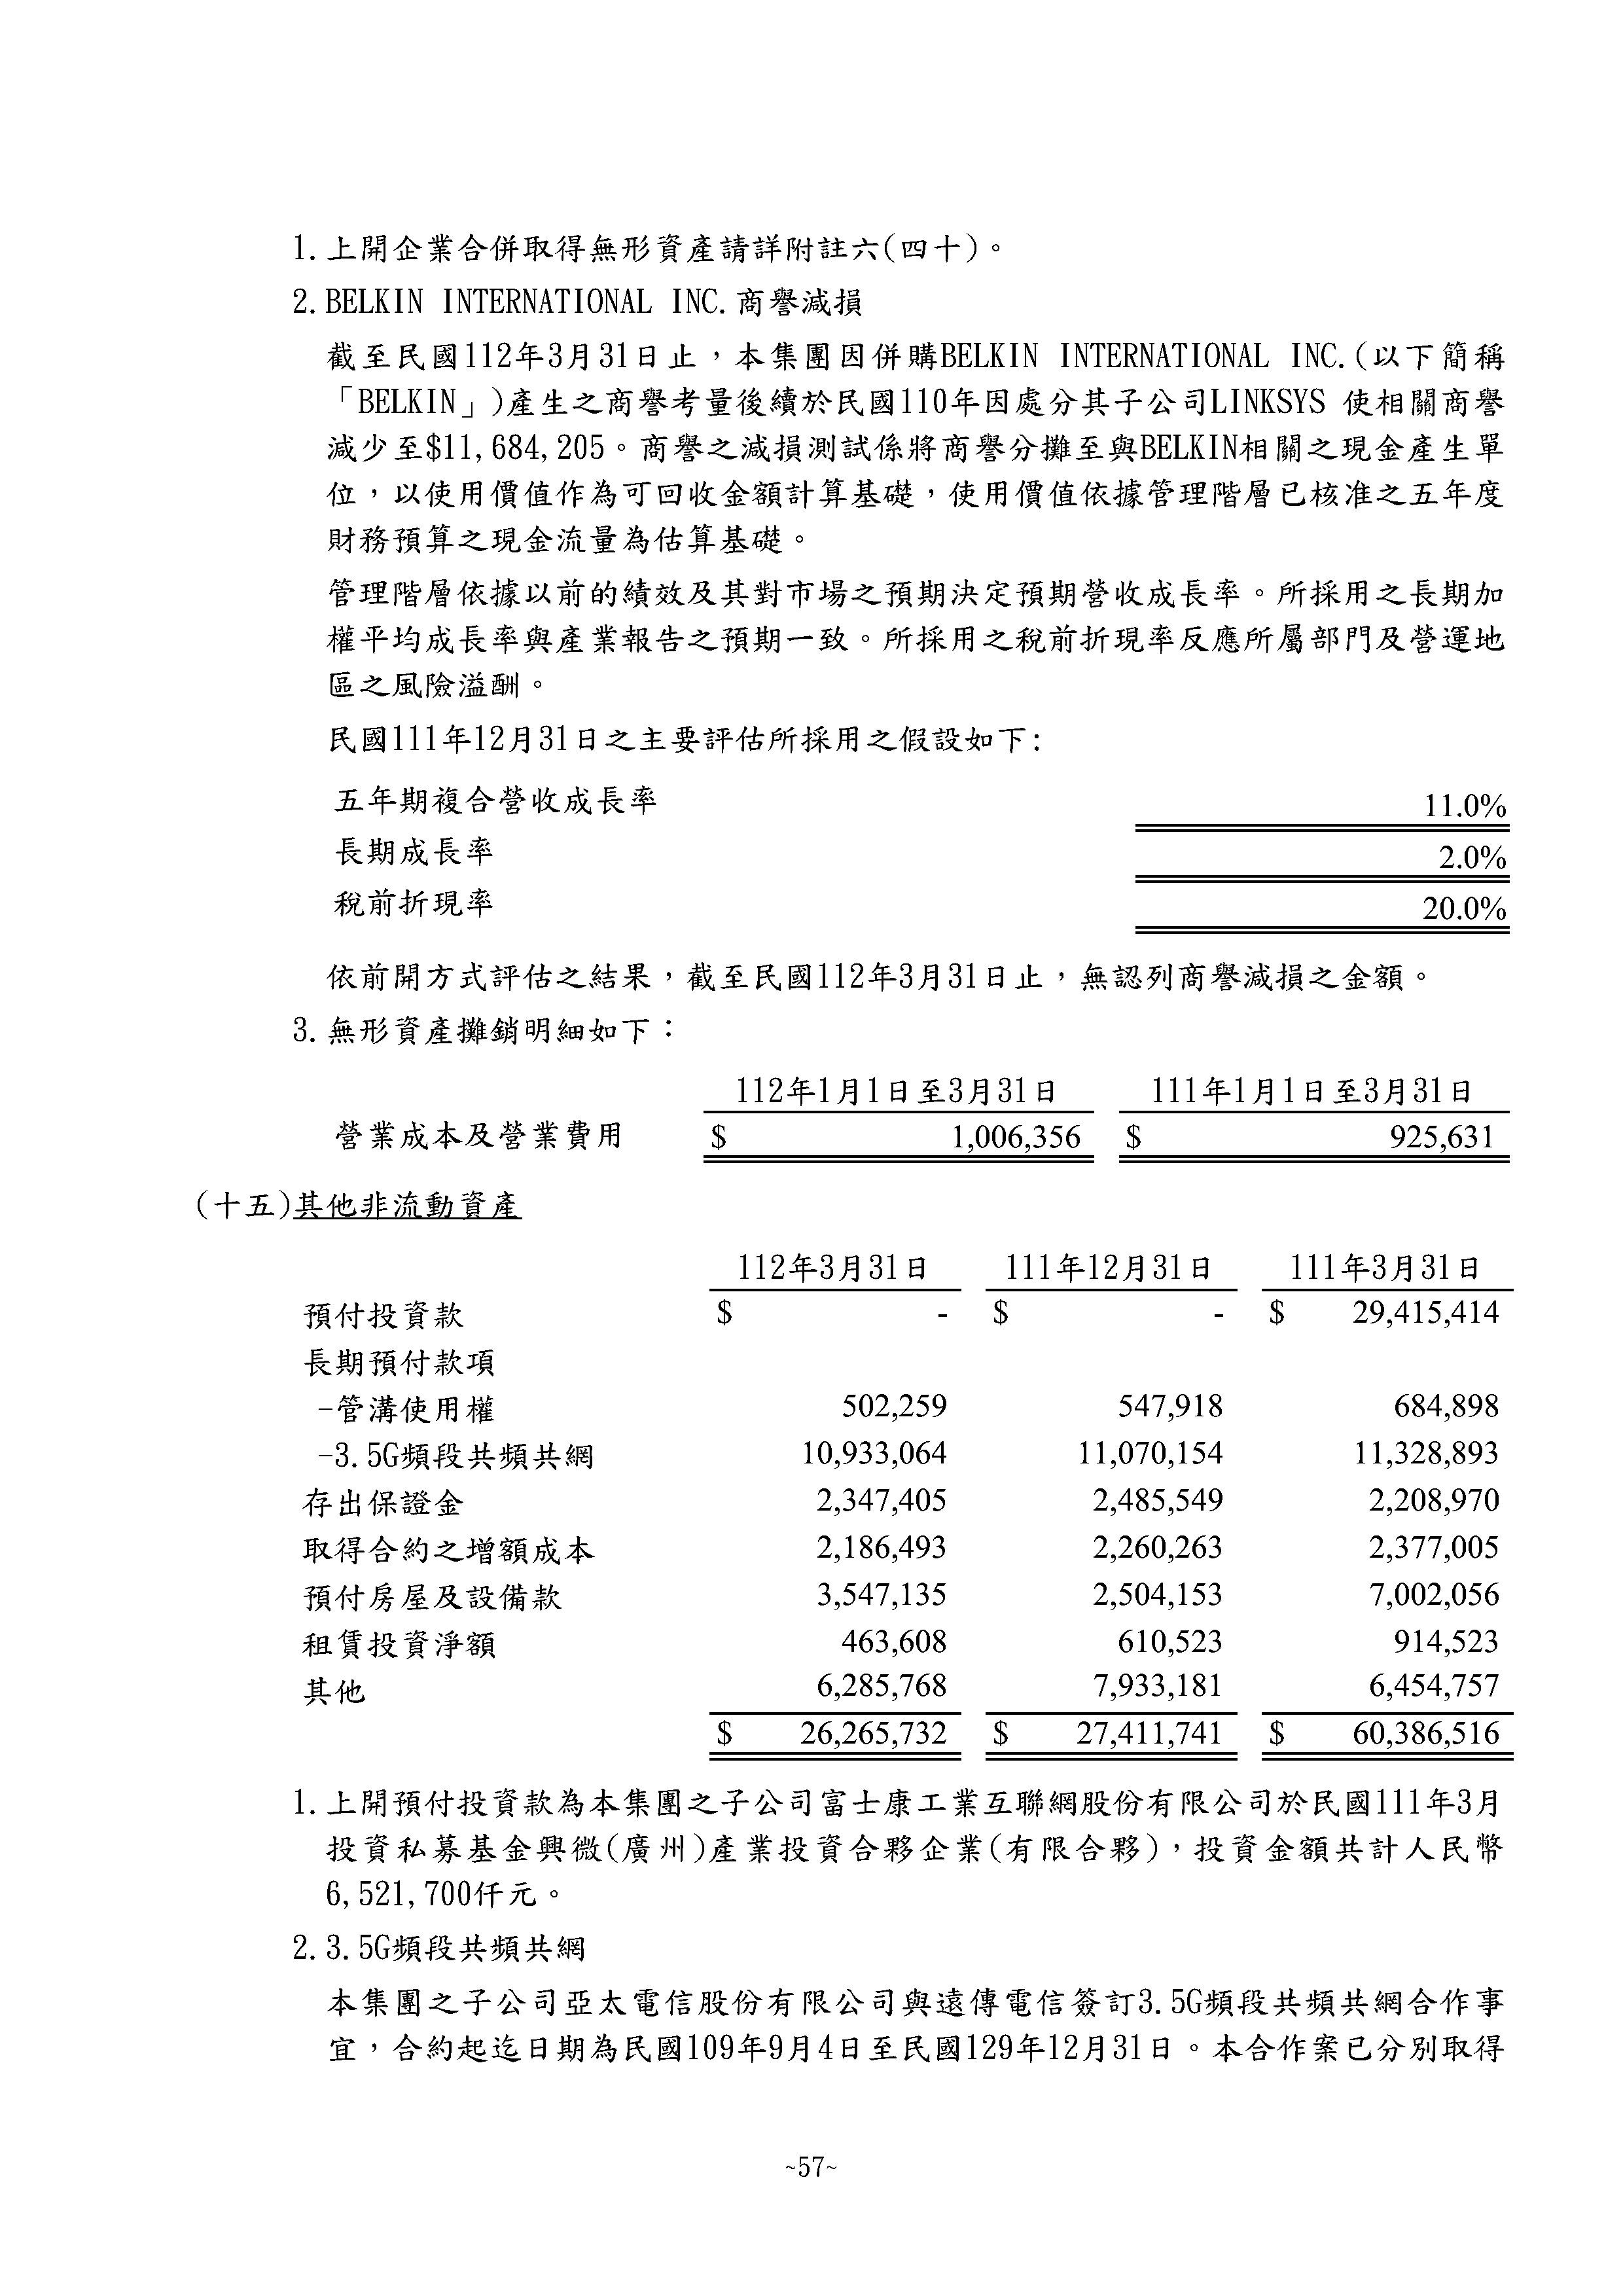 1.上開企業合併取得無形資產請詳附註六(四十)。
2.BELKIN INTERNATIONAL INC.商譽減損
截至民國112年3月31日止，本集團因併購BELKIN INTERNATIONAL INC.(以下簡稱
「BELKIN」)產生之商譽考量後續於民國110年因處分其子公司LINKSYS 使相關商譽
減少至$11,684,205。商譽之減損測試係將商譽分攤至與BELKIN相關之現金產生單
位，以使用價值作為可回收金額計算基礎，使用價值依據管理階層已核准之五年度
財務預算之現金流量為估算基礎。
管理階層依據以前的績效及其對市場之預期決定預期營收成長率。所採用之長期加
權平均成長率與產業報告之預期一致。所採用之稅前折現率反應所屬部門及營運地
區之風險溢酬。
民國111年12月31日之主要評估所採用之假設如下:
五年期複合營收成長率 11.0%
長期成長率 2.0%
稅前折現率 20.0%
依前開方式評估之結果，截至民國112年3月31日止，無認列商譽減損之金額。
3.無形資產攤銷明細如下：
112年1月1日至3月31日 111年1月1日至3月31日
營業成本及營業費用 $ 1,006,356 $ 925,631
(十五)其他非流動資產
112年3月31日 111年12月31日 111年3月31日
預付投資款 $ - $ - $ 29,415,414
長期預付款項
-管溝使用權 502,259 547,918 684,898
-3.5G頻段共頻共網 10,933,064 11,070,154 11,328,893
存出保證金 2,347,405 2,485,549 2,208,970
取得合約之增額成本 2,186,493 2,260,263 2,377,005
預付房屋及設備款 3,547,135 2,504,153 7,002,056
租賃投資淨額 463,608 610,523 914,523
其他 6,285,768 7,933,181 6,454,757
$ 26,265,732 $ 27,411,741 $ 60,386,516
1.上開預付投資款為本集團之子公司富士康工業互聯網股份有限公司於民國111年3月
投資私募基金興微(廣州)產業投資合夥企業(有限合夥)，投資金額共計人民幣
6,521,700仟元。
2.3.5G頻段共頻共網
本集團之子公司亞太電信股份有限公司與遠傳電信簽訂3.5G頻段共頻共網合作事
宜，合約起迄日期為民國109年9月4日至民國129年12月31日。本合作案已分別取得
~57~